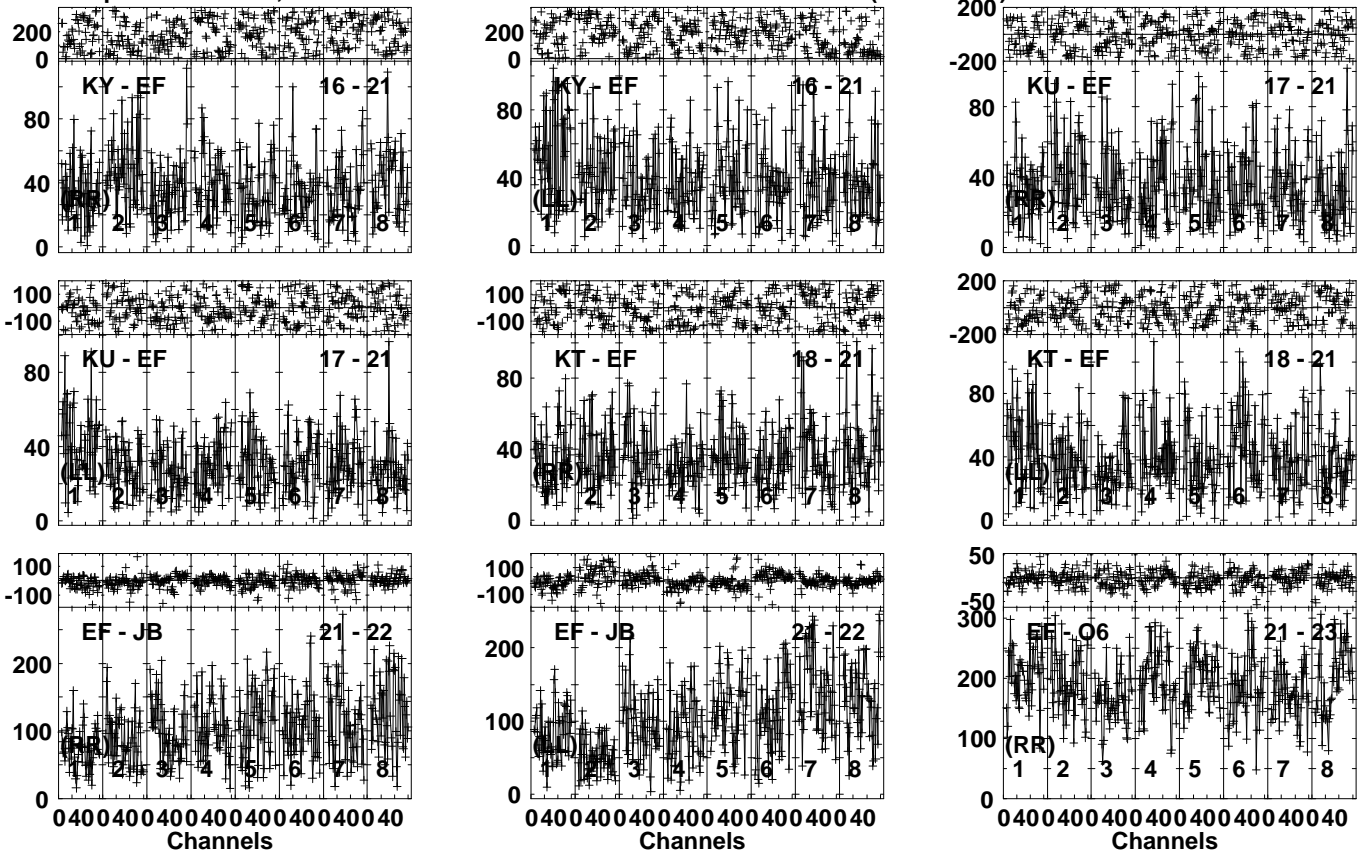 200
0
KY - EF 16 - 21
80
40
0
(RR)
1 2 3 4 5 6 7 8
200
0
KY - EF 16 - 21
80
40
0
(LL)
1 2 3 4 5 6 7 8
200
-200
KU - EF 17 - 21
80
40
0
(RR)
1 2 3 4 5 6 7 8
100
-100
KU - EF 17 - 21
80
40
0
(LL)
1 2 3 4 5 6 7 8
100
-100
KT - EF 18 - 21
80
40
0
(RR)
1 2 3 4 5 6 7 8
200
-200
KT - EF 18 - 21
80
40
0
(LL)
1 2 3 4 5 6 7 8
100
-100
EF - JB 21 - 22
200
100
0
(RR)
1 2 3 4 5 6 7 8
0 40 0 40 0 40 0 40 0 40 0 40 0 40 0 40
Channels
100
-100
EF - JB 21 - 22
200
100
0
(LL)
1 2 3 4 5 6 7 8
0 40 0 40 0 40 0 40 0 40 0 40 0 40 0 40
Channels
50
-50
EF - O6 21 - 23
300
200
100
0
(RR)
1 2 3 4 5 6 7 8
0 40 0 40 0 40 0 40 0 40 0 40 0 40 0 40
Channels